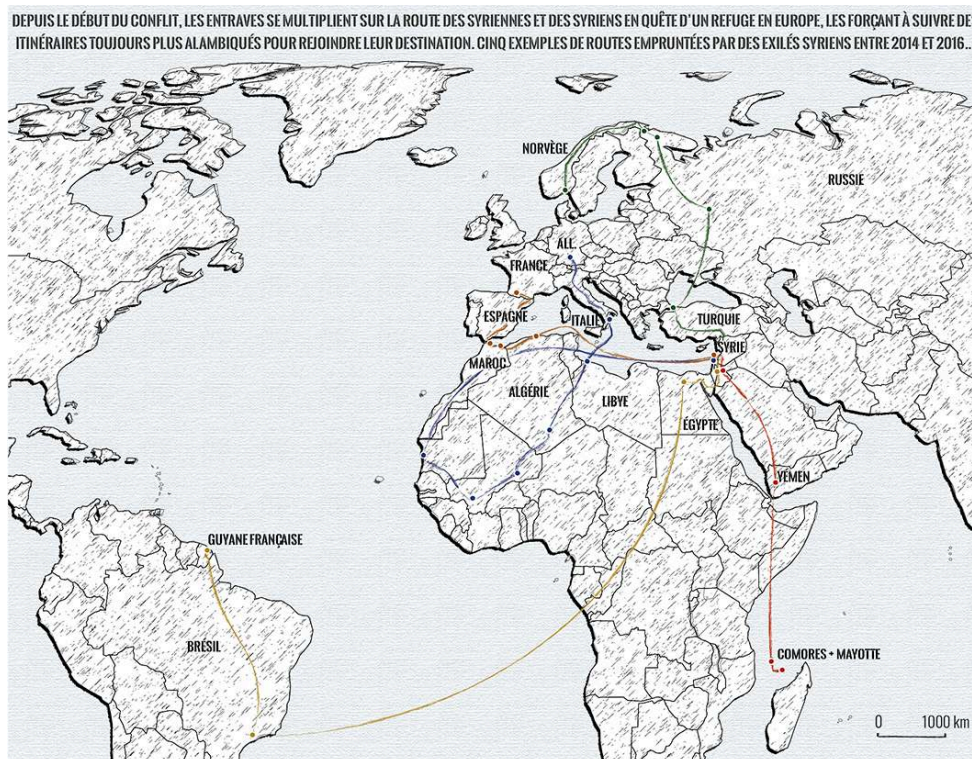 DEPUIS LE DÉBUT DU CONFLIT, LES ENTRAVES SE MULTIPLIENT SUR LA ROUTE DES SYRIENNES ET DES SYRIENS EN QUÊTE D'UN REFUGE EN EUROPE, LES FORÇANT À SUIVRE DE
ITINÉRAIRES TOUJOURS PLUS ALAMBIQUÉS POUR REJOINDRE LEUR DESTINATION. CINQ EXEMPLES DE ROUTES EMPRUNTÉES PAR DES EXILÉS SYRIENS ENTRE 2014 ET 2016...
NORVÈGE
RUSSIE
ALL.
FRANCE
ESPAGNE
ITALIE
TURQUIE
SYRIE
MAROC
ALGÉRIE
LIBYE
ÉGYPTE
YÉMEN
GUYANE FRANÇAISE
BRÉSIL
COMORES + MAYOTTE
0 1000 km